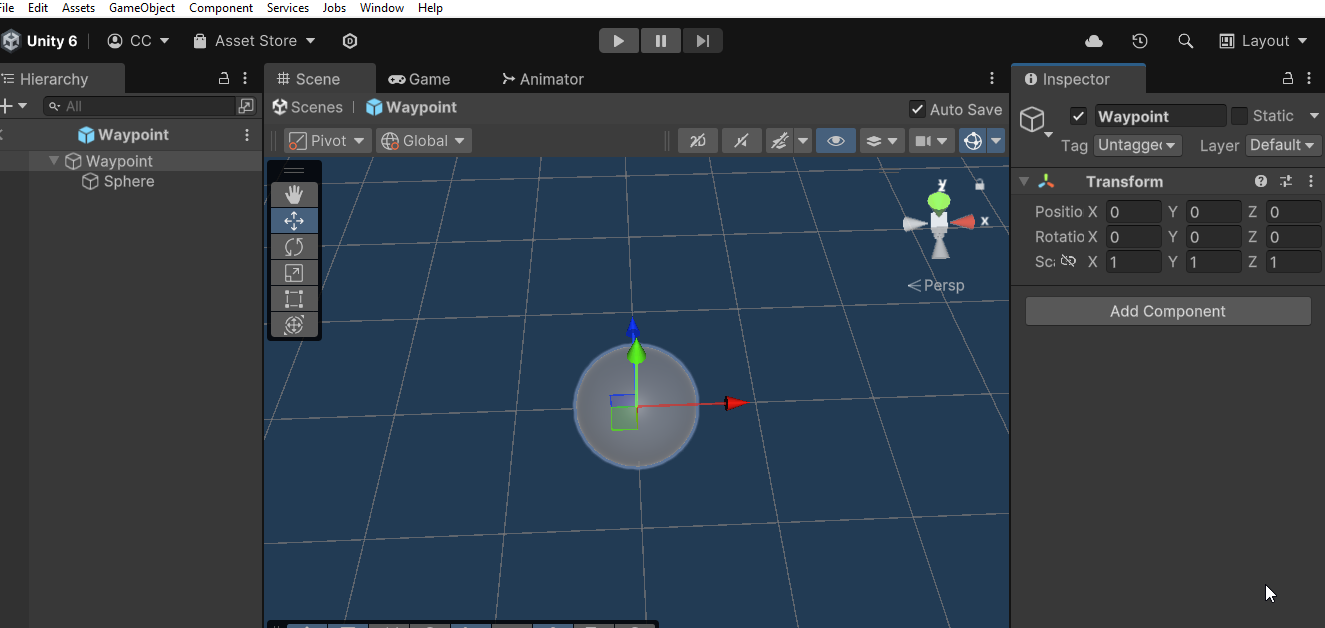 File Edit Assets GameObject Component Services Jobs Window Help
Unity 6 CC Asset Store Layout
Hierarchy Scene Game Animator Inspector
All Scenes Waypoint Auto Save Waypoint Static
Waypoint Pivot Global 2D Tag Untagged Layer Default
Waypoint
Sphere
y
x
Persp
Transform
Positio X 0 Y 0 Z 0
Rotatio X 0 Y 0 Z 0
Sc X 1 Y 1 Z 1
Add Component